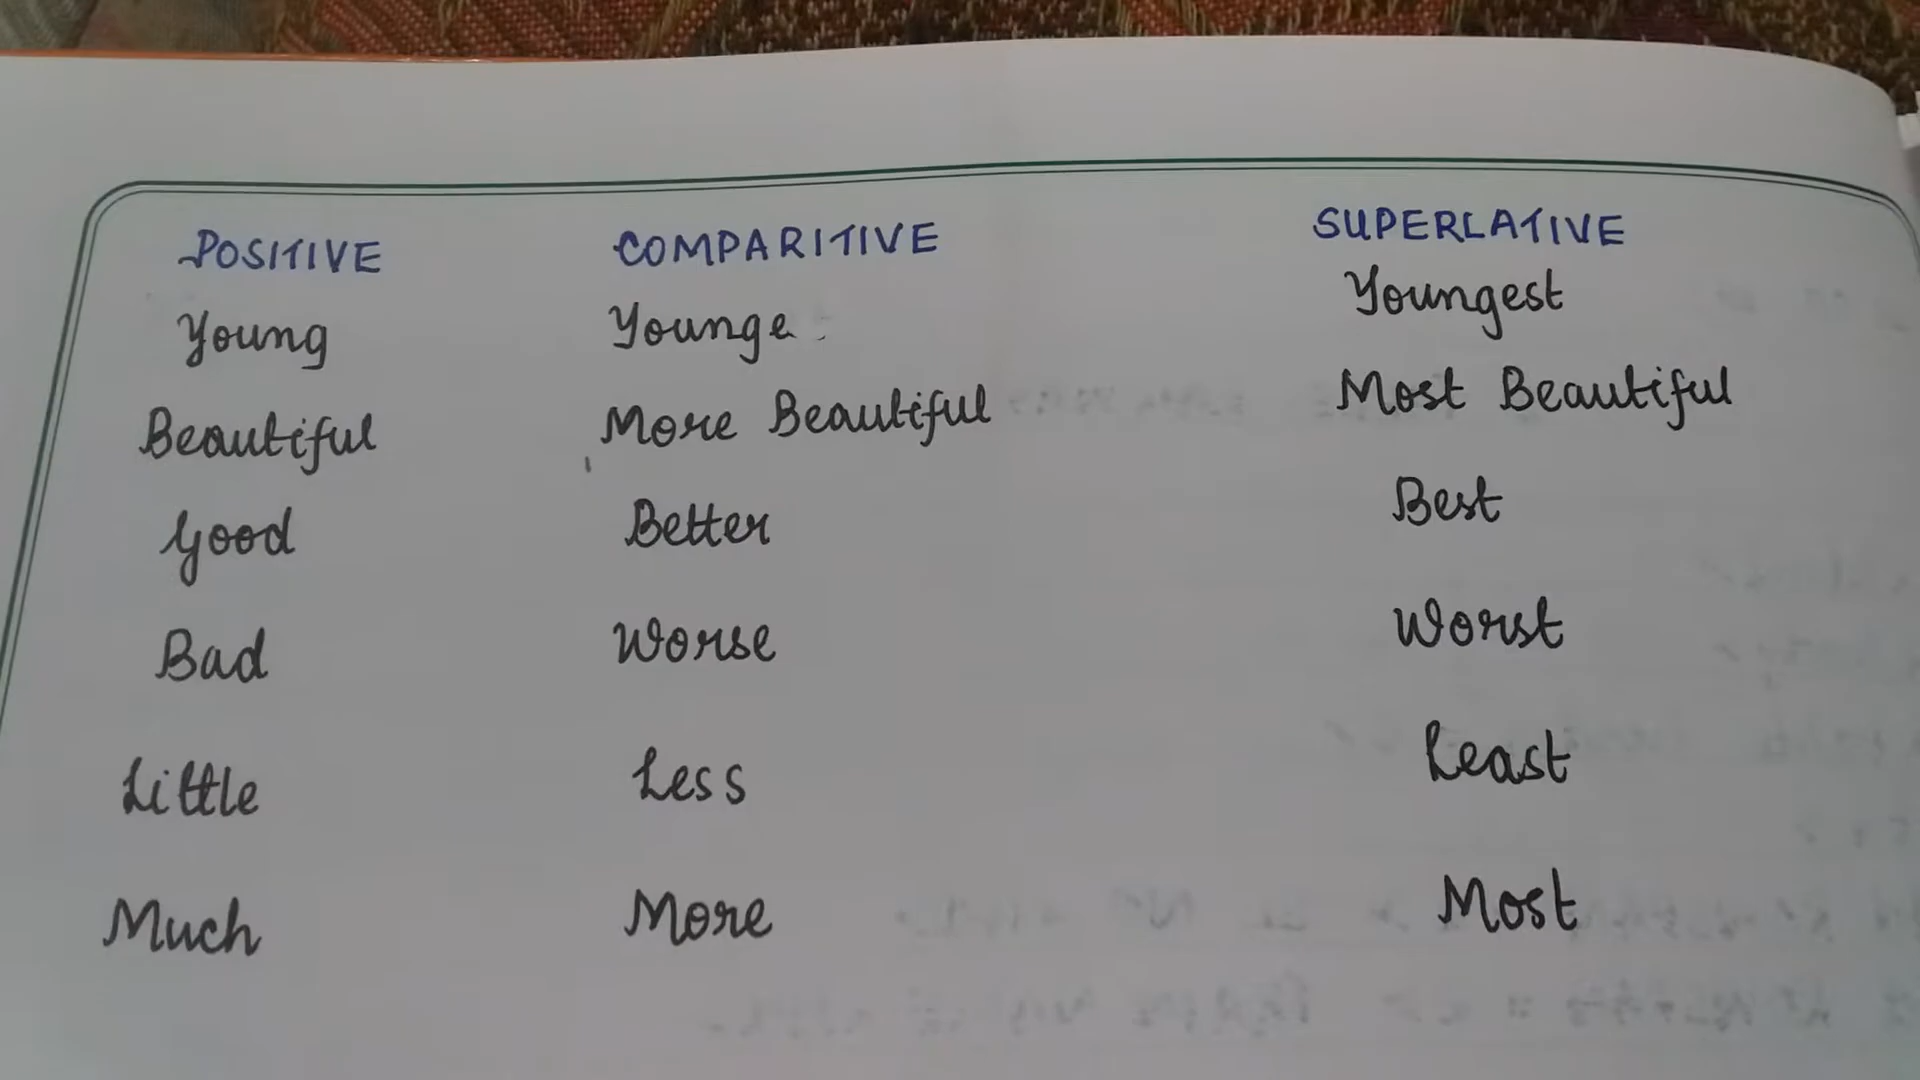 POSITIVE COMPARITIVE SUPERLATIVE
Young Younge Youngest
Beautiful More Beautiful Most Beautiful
Good Better Best
Bad Worse Worst
Little Less Least
Much More Most